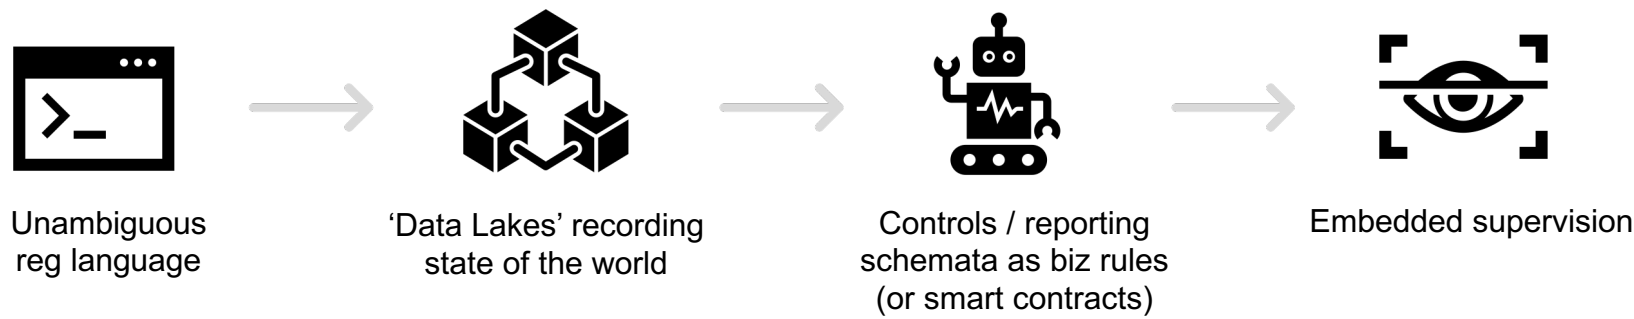 Unambiguous
reg language
‘Data Lakes’ recording
state of the world
Controls / reporting
schemata as biz rules
(or smart contracts)
Embedded supervision